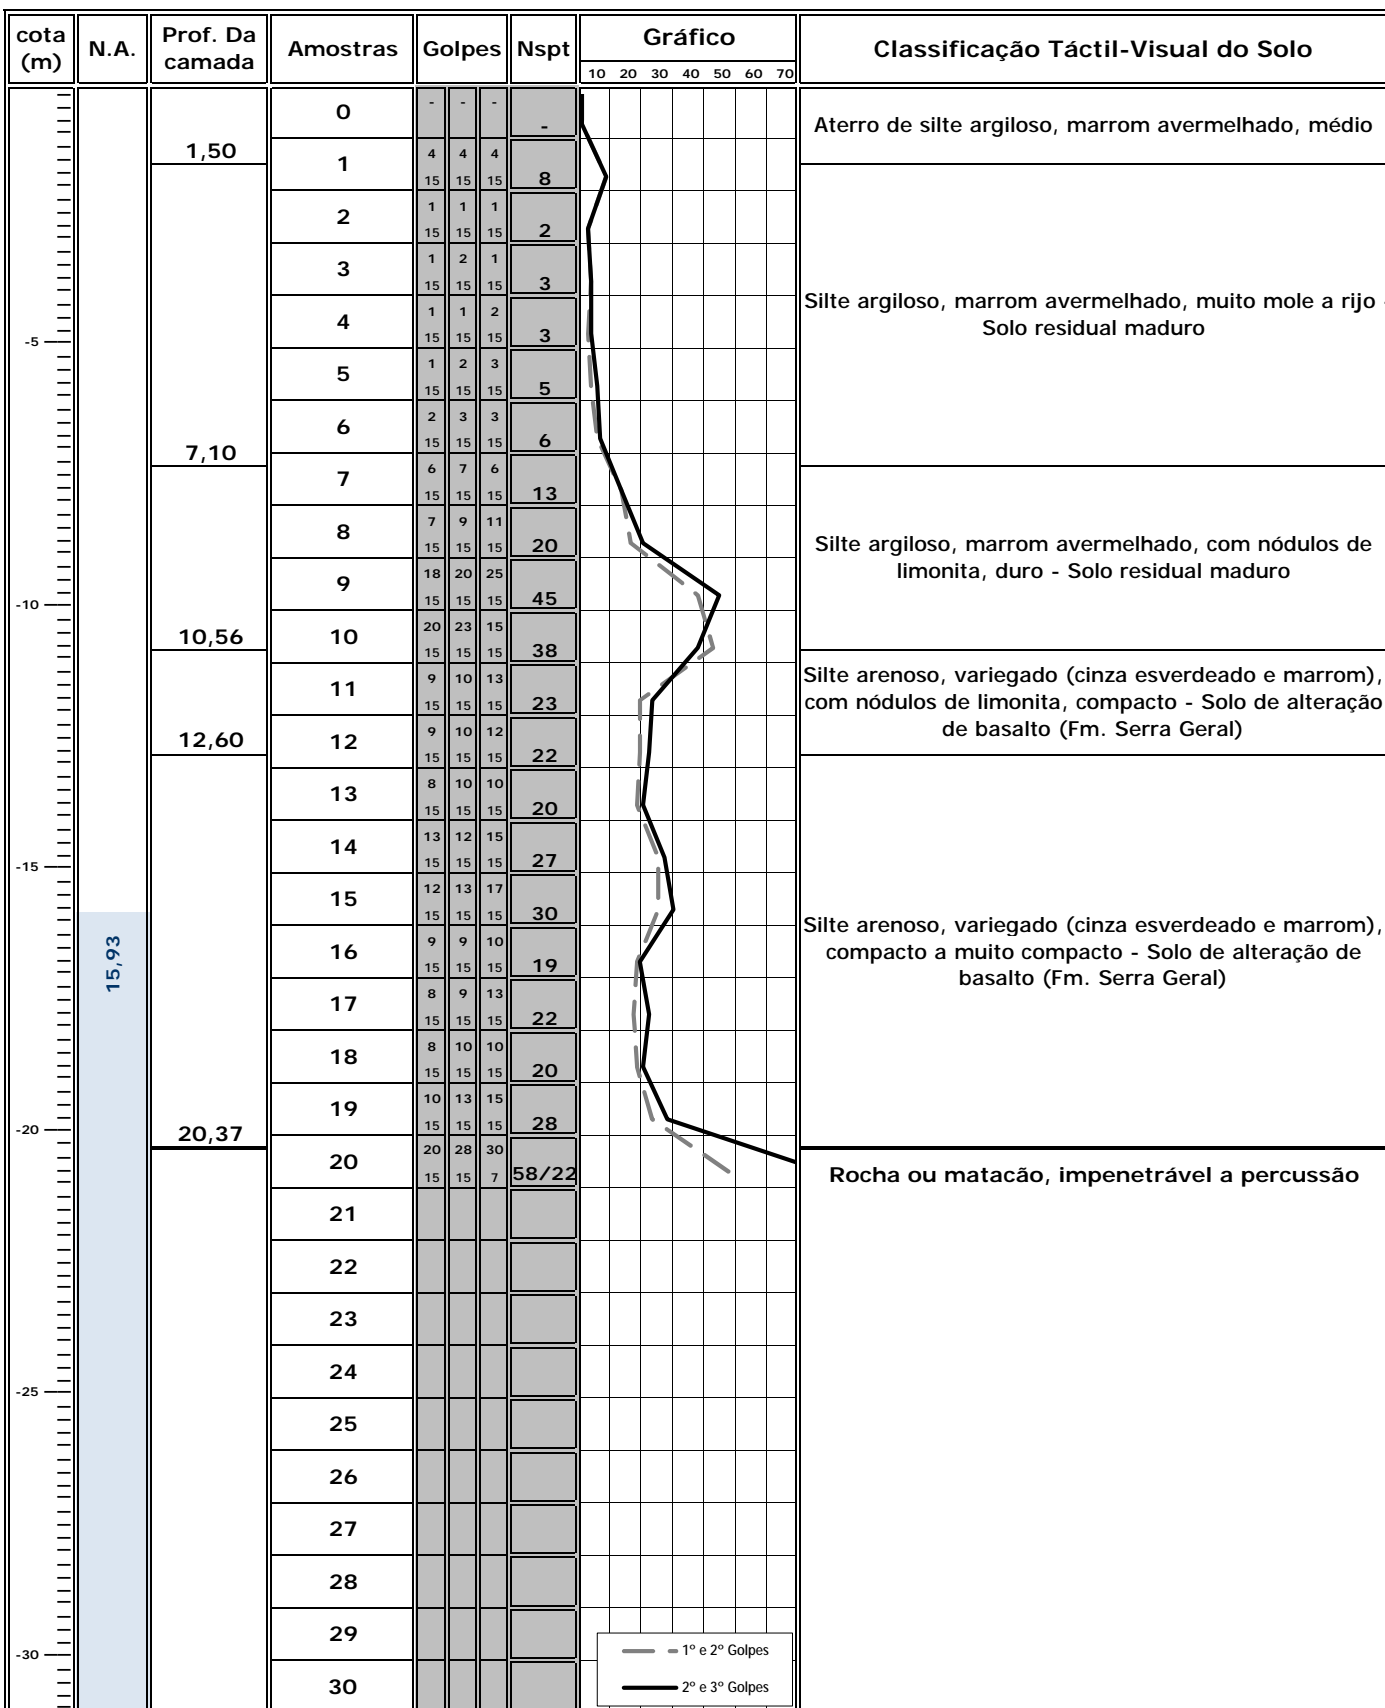 cota (m) N.A. Prof. Da camada Amostras Golpes Nspt Gráfico Classificação Táctil-Visual do Solo
10 20 30 40 50 60 70
0 - - - -
Aterro de silte argiloso, marrom avermelhado, médio
1,50
1 4 4 4
15 15 15 8
2 1 1 1
15 15 15 2
3 1 2 1
15 15 15 3
Silte argiloso, marrom avermelhado, muito mole a rijo -
Solo residual maduro
4 1 1 2
15 15 15 3
-5
5 1 2 3
15 15 15 5
6 2 3 3
15 15 15 6
7,10
7 6 7 6
15 15 15 13
8 7 9 11
15 15 15 20
Silte argiloso, marrom avermelhado, com nódulos de
limonita, duro - Solo residual maduro
9 18 20 25
15 15 15 45
-10
10,56
10 20 23 15
15 15 15 38
Silte arenoso, variegado (cinza esverdeado e marrom),
com nódulos de limonita, compacto - Solo de alteração
de basalto (Fm. Serra Geral)
11 9 10 13
15 15 15 23
12,60
12 9 10 12
15 15 15 22
13 8 10 10
15 15 15 20
14 13 12 15
15 15 15 27
-15
15 12 13 17
15 15 15 30
15,93
Silte arenoso, variegado (cinza esverdeado e marrom),
compacto a muito compacto - Solo de alteração de
basalto (Fm. Serra Geral)
16 9 9 10
15 15 15 19
17 8 9 13
15 15 15 22
18 8 10 10
15 15 15 20
19 10 13 15
15 15 15 28
-20
20,37
20 20 28 30
15 15 7 58/22
Rocha ou matacão, impenetrável a percussão
21
22
23
24
-25
25
26
27
28
29
-30
30
1º e 2º Golpes
2º e 3º Golpes